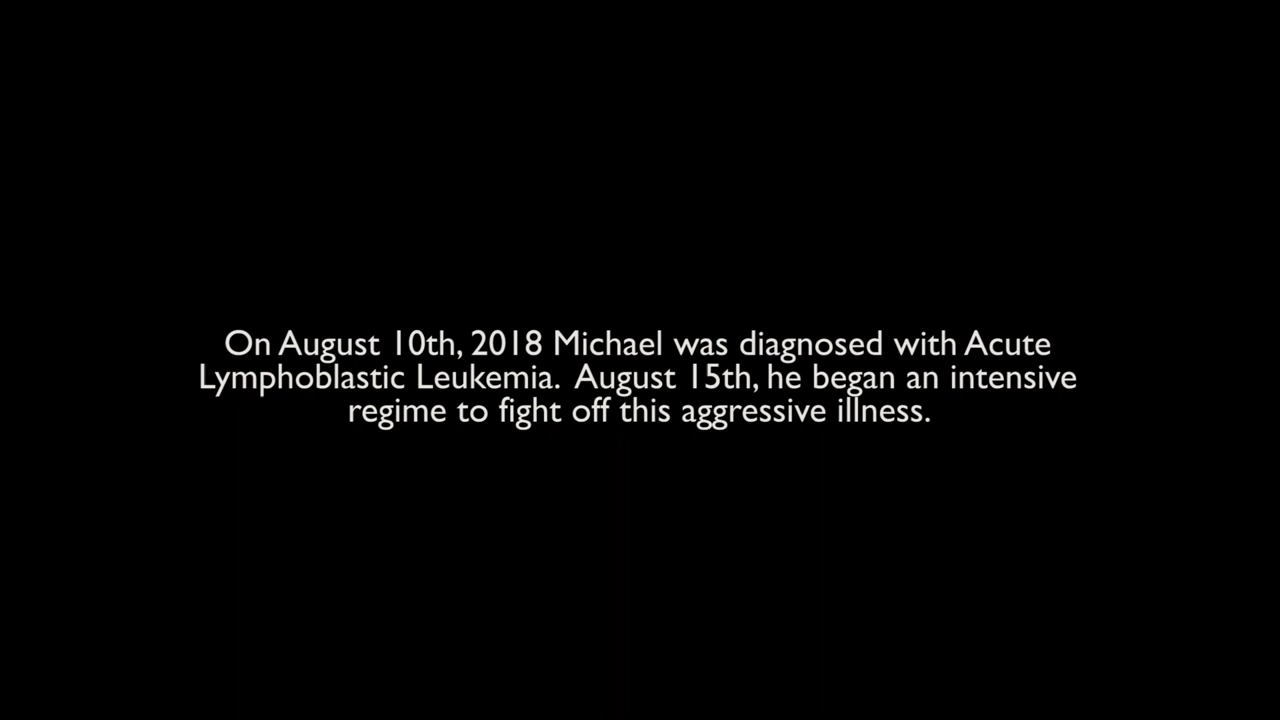 On August 10th, 2018 Michael was diagnosed with Acute
Lymphoblastic Leukemia. August 15th, he began an intensive
regime to fight off this aggressive illness.